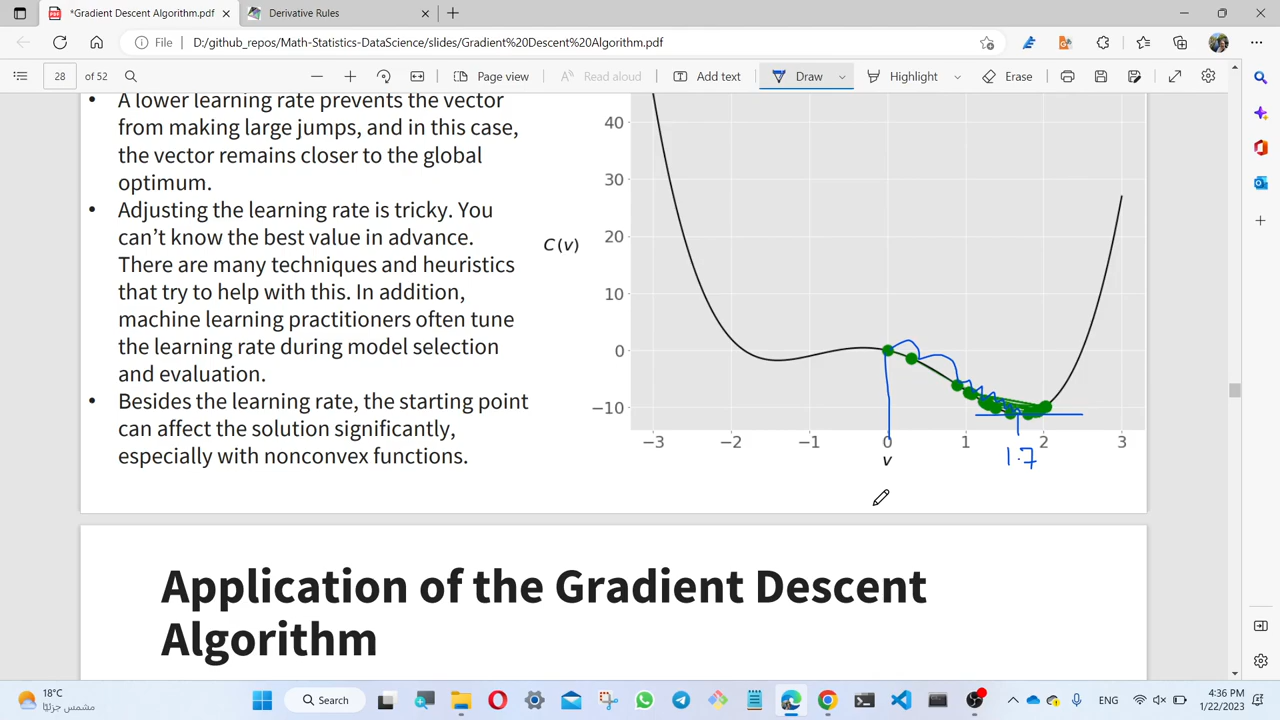 *Gradient Descent Algorithm.pdf
Derivative Rules
File
D:/github_repos/Math-Statistics-DataScience/slides/Gradient%20Descent%20Algorithm.pdf
28 of 52
Page view
Read aloud
Add text
Draw
Highlight
Erase
• A lower learning rate prevents the vector
from making large jumps, and in this case,
the vector remains closer to the global
optimum.
• Adjusting the learning rate is tricky. You
can't know the best value in advance.
There are many techniques and heuristics
that try to help with this. In addition,
machine learning practitioners often tune
the learning rate during model selection
and evaluation.
• Besides the learning rate, the starting point
can affect the solution significantly,
especially with nonconvex functions.
40
30
20
10
0
−10
C(v)
−3 −2 −1 0 1 2 3
v
1.7
Application of the Gradient Descent
Algorithm
18°C
مشمس جزئيًا
Search
ENG
4:36 PM
1/22/2023